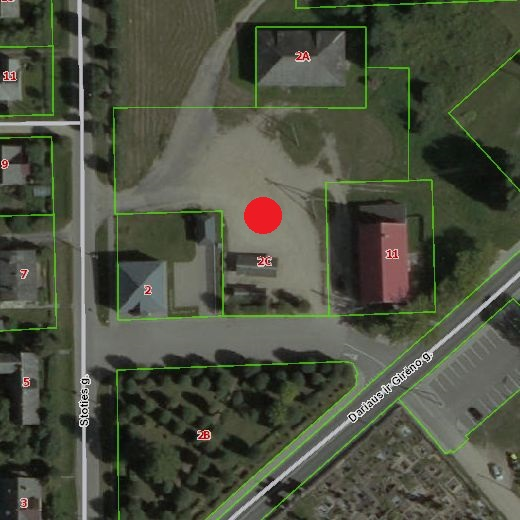 2A
11
9
7
2
2C
11
5
Stoties g.
Dariaus ir Girėno g.
2B
3